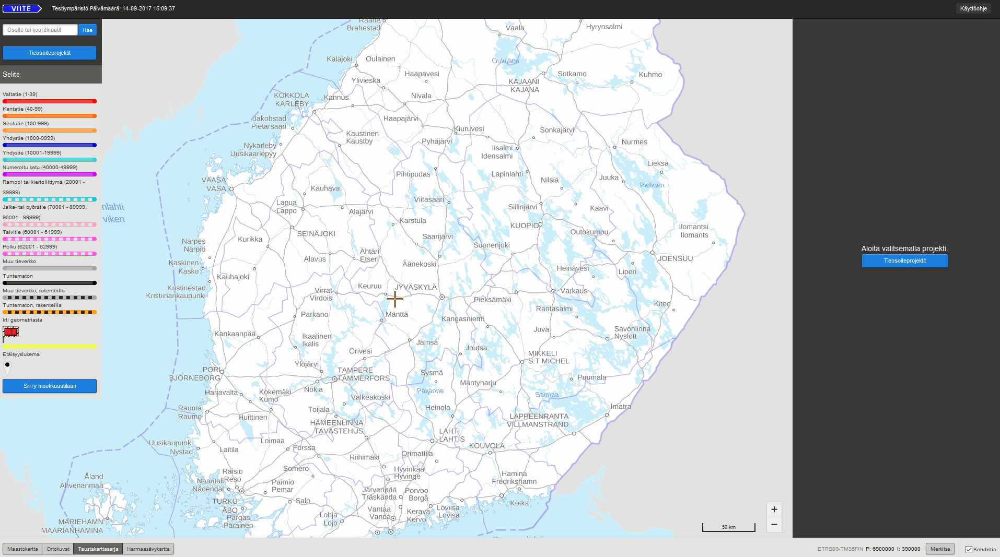 VIITE
Testiympäristö Päivämäärä: 14-09-2017 15:09:37
Käyttöohje
Osoite tai koordinaatit
Hae
Tieosoiteprojektit
Selite
Valtatie (1-39)
Kantatie (40-99)
Seututie (100-999)
Yhdystie (1000-9999)
Yhdystie (10001-19999)
Numeroitu katu (40000-49999)
Ramppi tai kiertoliittymä (20001 -
39999)
Jalka- tai pyörätie (70001 - 89999,
90001 - 99999)
Talvitie (60001 - 61999)
Polku (62001 - 62999)
Muu tieverkko
Tuntematon
Muu tieverkko, rakenteilla
Tuntematon, rakenteilla
Irti geometriasta
Etäisyyslukema
Siirry muokkaustilaan
Raahe
Brahestad
Vaala
Hyrynsalmi
Kalajoki
Oulainen
Oulujärvi
Haapavesi
Sotkamo
Kuhmo
Ylivieska
KAJAANI
KAJANA
KOKKOLA
KARLEBY
Kannus
Nivala
Jakobstad
Pietarsaari
Haapajärvi
Kiuruvesi
Sonkajärvi
Kaustinen
Kaustby
Pyhäjärvi
Nurmes
Nykarleby
Uusikaarlepyy
Iisalmi
Idensalmi
Lieksa
Pihtipudas
Lapinlahti
Nilsiä
Juuka
Pielinen
VAASA
VASA
Kauhava
Viitasaari
Lapua
Lappo
Alajärvi
Siilinjärvi
Kaavi
nlahti
viken
Karstula
KUOPIO
Outokumpu
Ilomantsi
Ilomants
SEINÄJOKI
Saarijärvi
Kurikka
Närpes
Närpiö
Suonenjoki
Ähtäri
Etseri
Alavus
JOENSUU
Kaskinen
Kaskö
Äänekoski
Heinävesi
Liperi
Kauhajoki
Kristinestad
Kristiinankaupunki
Virrat
Virdois
Keuruu
JYVÄSKYLÄ
Varkaus
Pieksämäki
Kitee
Rantasalmi
Parkano
Mänttä
Kangasniemi
Juva
Savonlinna
Nyslott
Kankaanpää
Ikaalinen
Ikalis
Jämsä
Joutsa
Orivesi
MIKKELI
S:T MICHEL
Ylöjärvi
PORI
BJÖRNEBORG
TAMPERE
TAMMERFORS
Sysmä
Puumala
Mäntyharju
Harjavalta
Kokemäki
Kumo
Nokia
Päijänne
Saimaa
Valkeakoski
Rauma
Raumo
Toijala
Heinola
Imatra
Huittinen
HÄMEENLINNA
TAVASTEHUS
LAPPEENRANTA
VILLMANSTRAND
LAHTI
LAHTIS
Uusikaupunki
Nystad
Loimaa
Laitila
Forssa
KOUVOLA
Riihimäki
Orimattila
Somero
Hyvinkää
Hyvinge
Hamina
Fredrikshamn
Åland
Ahvenanmaa
Raisio
Reso
Naantali
Nådendal
Paimio
Pemar
Järvenpää
Träskända
Porvoo
Borgå
TURKU
ÅBO
Salo
Kotka
Loviisa
Lovisa
Vantaa
Vanda
Kerava
Kervo
Pargas
Parainen
Lohja
Lojo
MARIEHAMN
MAARIANHAMINA
Aloita valitsemalla projekti.
Tieosoiteprojektit
+
−
50 km
Maastokartta
Ortokuvat
Taustakarttasarja
Harmaasävykartta
ETRS89-TM35FIN P: 6900000 I: 390000
Merkitse
Kohdistin